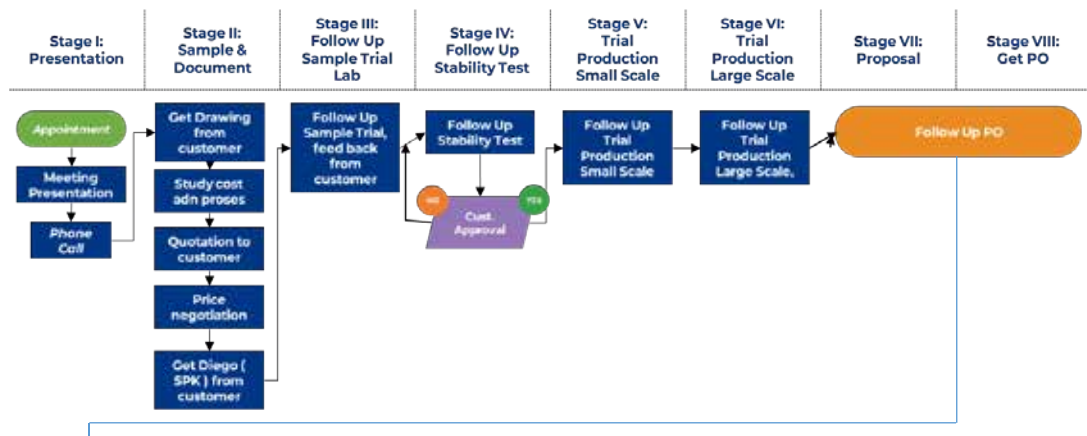 Stage I:
Presentation
Stage II:
Sample &
Document
Stage III:
Follow Up
Sample Trial
Lab
Stage IV:
Follow Up
Stability Test
Stage V:
Trial
Production
Small Scale
Stage VI:
Trial
Production
Large Scale
Stage VII:
Proposal
Stage VIII:
Get PO
Appointment
Meeting
Presentation
Phone
Call
Get Drawing
from
customer
Study cost
adn proses
Quotation to
customer
Price
negotiation
Get Diego (
SPK ) from
customer
Follow Up
Sample Trial,
feed back
from
customer
Follow Up
Stability Test
NO
YES
Cust.
Approval
Follow Up
Trial
Production
Small Scale
Follow Up
Trial
Production
Large Scale,
Follow Up PO